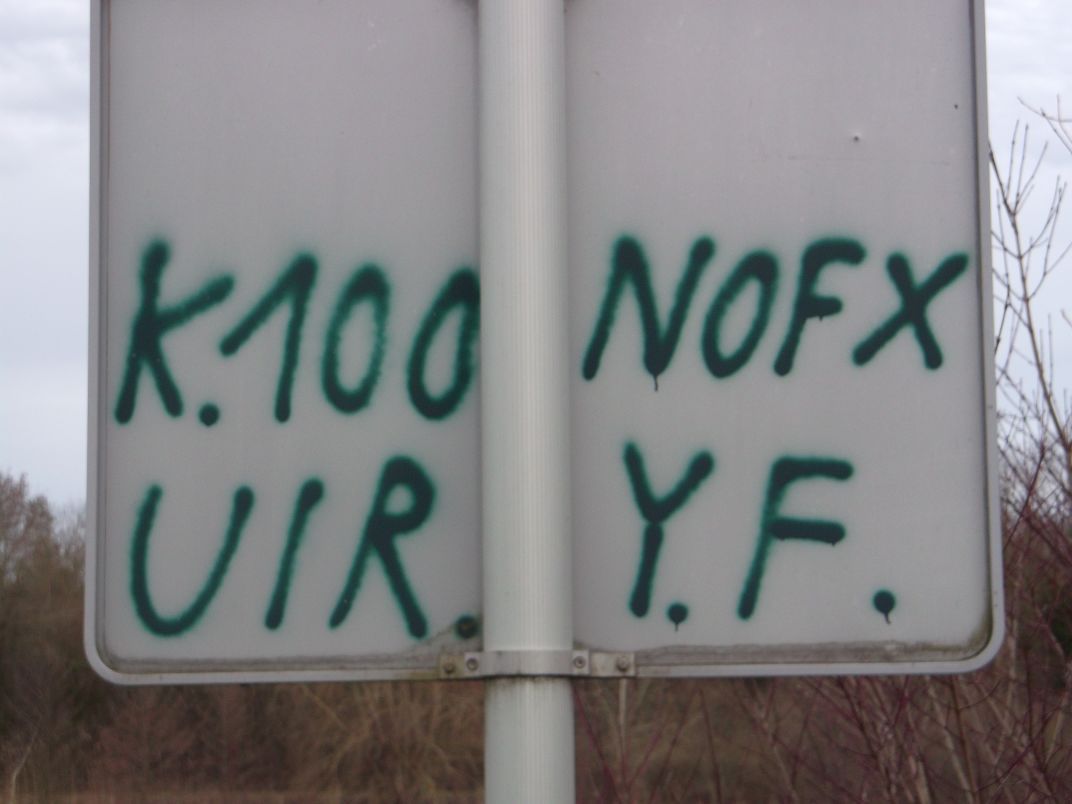 K.100 NOFX
UIR. Y.F.